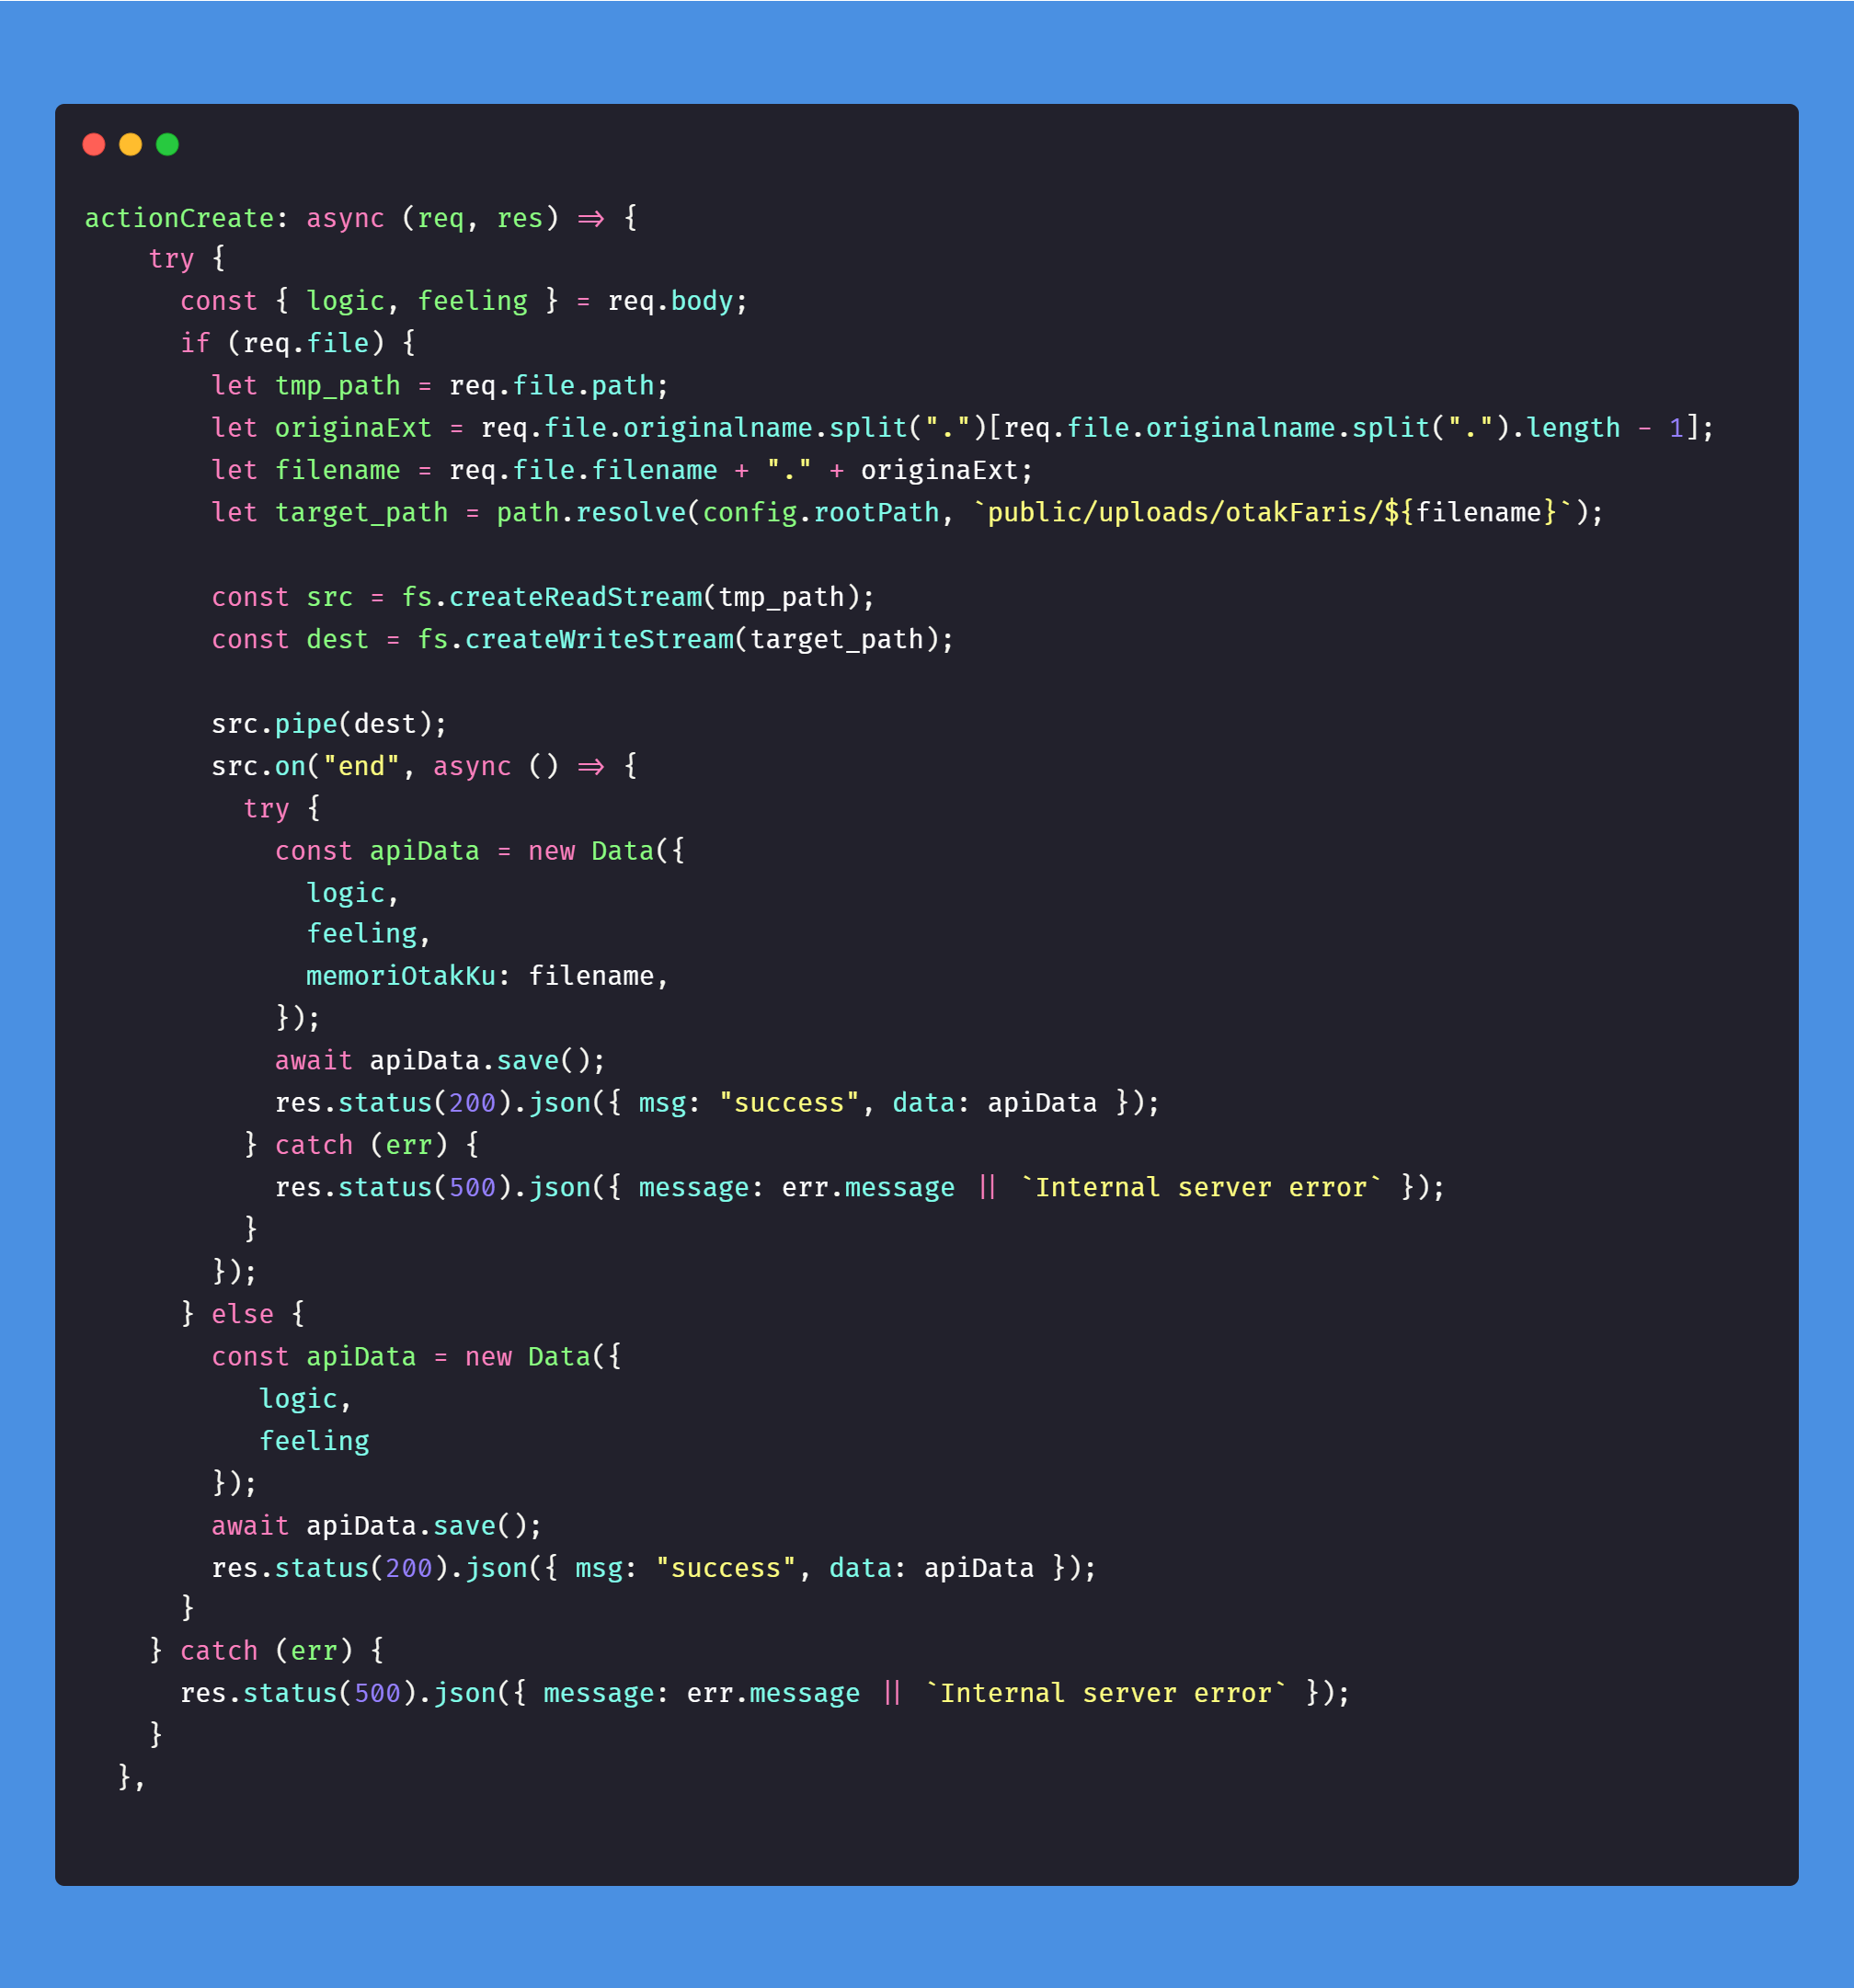 actionCreate: async (req, res) => {
    try {
      const { logic, feeling } = req.body;
      if (req.file) {
        let tmp_path = req.file.path;
        let originaExt = req.file.originalname.split(".")[req.file.originalname.split(".").length - 1];
        let filename = req.file.filename + "." + originaExt;
        let target_path = path.resolve(config.rootPath, `public/uploads/otakFaris/${filename}`);

        const src = fs.createReadStream(tmp_path);
        const dest = fs.createWriteStream(target_path);

        src.pipe(dest);
        src.on("end", async () => {
          try {
            const apiData = new Data({
              logic,
              feeling,
              memoriOtakKu: filename,
            });
            await apiData.save();
            res.status(200).json({ msg: "success", data: apiData });
          } catch (err) {
            res.status(500).json({ message: err.message || `Internal server error` });
          }
        });
      } else {
        const apiData = new Data({
           logic,
           feeling
        });
        await apiData.save();
        res.status(200).json({ msg: "success", data: apiData });
      }
    } catch (err) {
      res.status(500).json({ message: err.message || `Internal server error` });
    }
  },